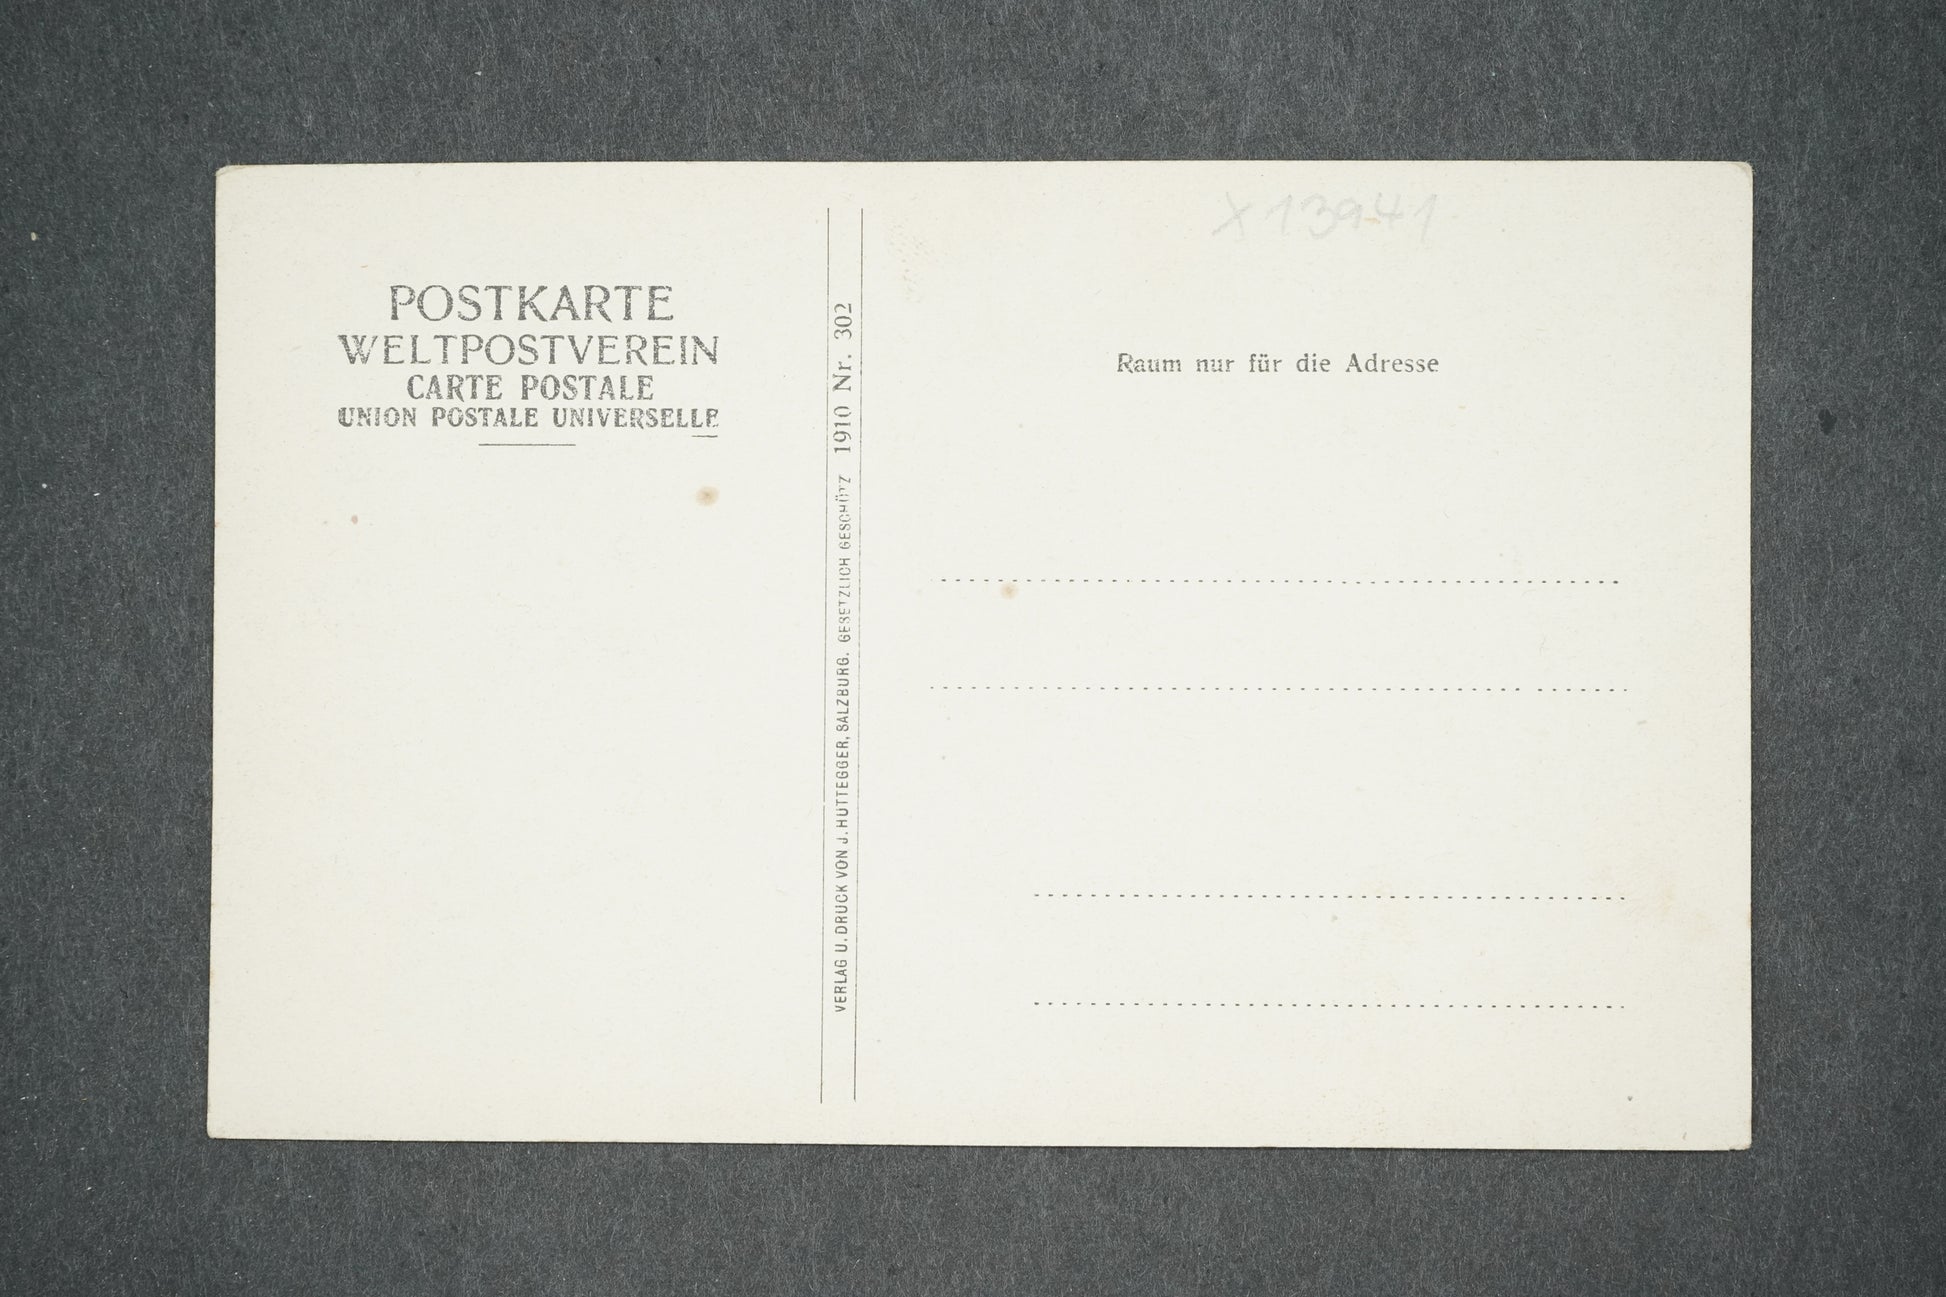 POSTKARTE
WELTPOSTVEREIN
CARTE POSTALE
UNION POSTALE UNIVERSELLE
VERLAG U. DRUCK VON J. HUTTEGGER, SALZBURG. GESETZLICH GESCHÜTZ 1910 Nr. 302
X 13941
Raum nur für die Adresse